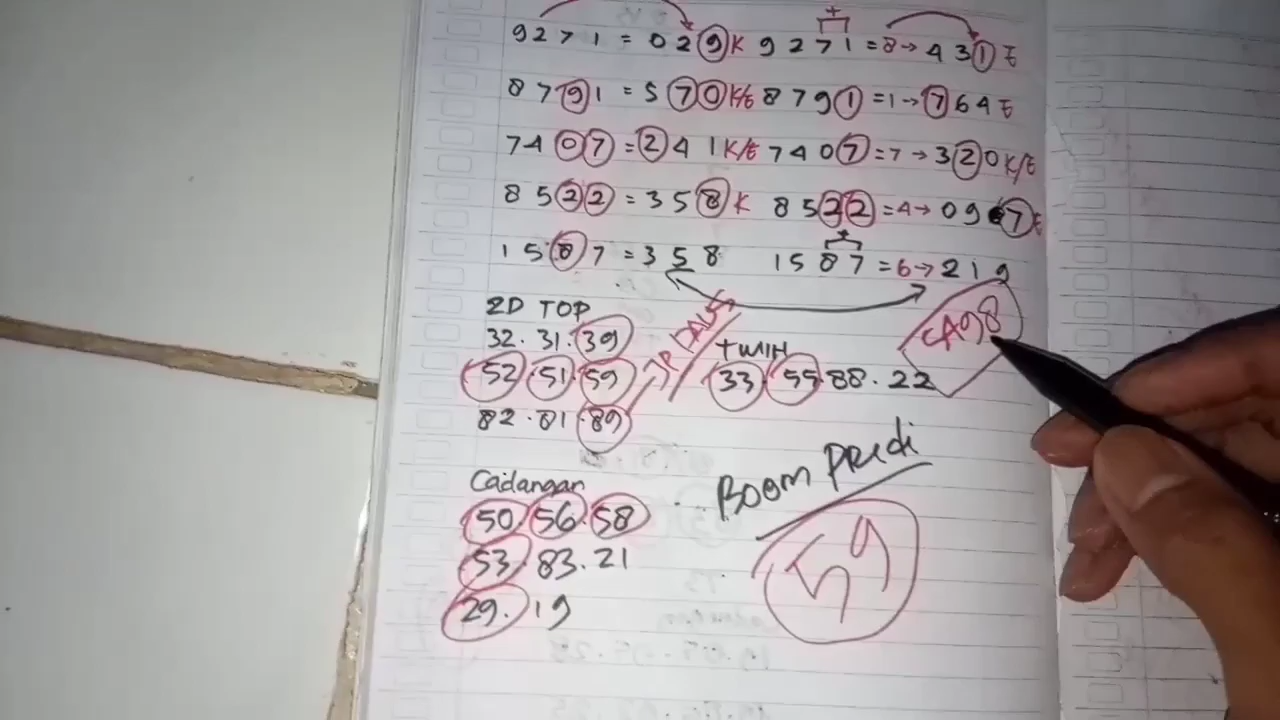 9271 = 029 K 9271 = 8→ 431 E
8791 = 570 K/E 8791 = 1→ 764 E
7407 = 241 K/E 7407 = 7→ 320 K/E
8522 = 358 K 8522 = 4→ 097 E
1587 = 358 1587 = 6→ 219
2D TOP
32. 31. 39
52. 51. 59
82. 81. 89
TWIN
33. 55. 88. 22
Cadangan
50. 56. 58
53. 83. 21
29. 19
BOOM PREdi
59